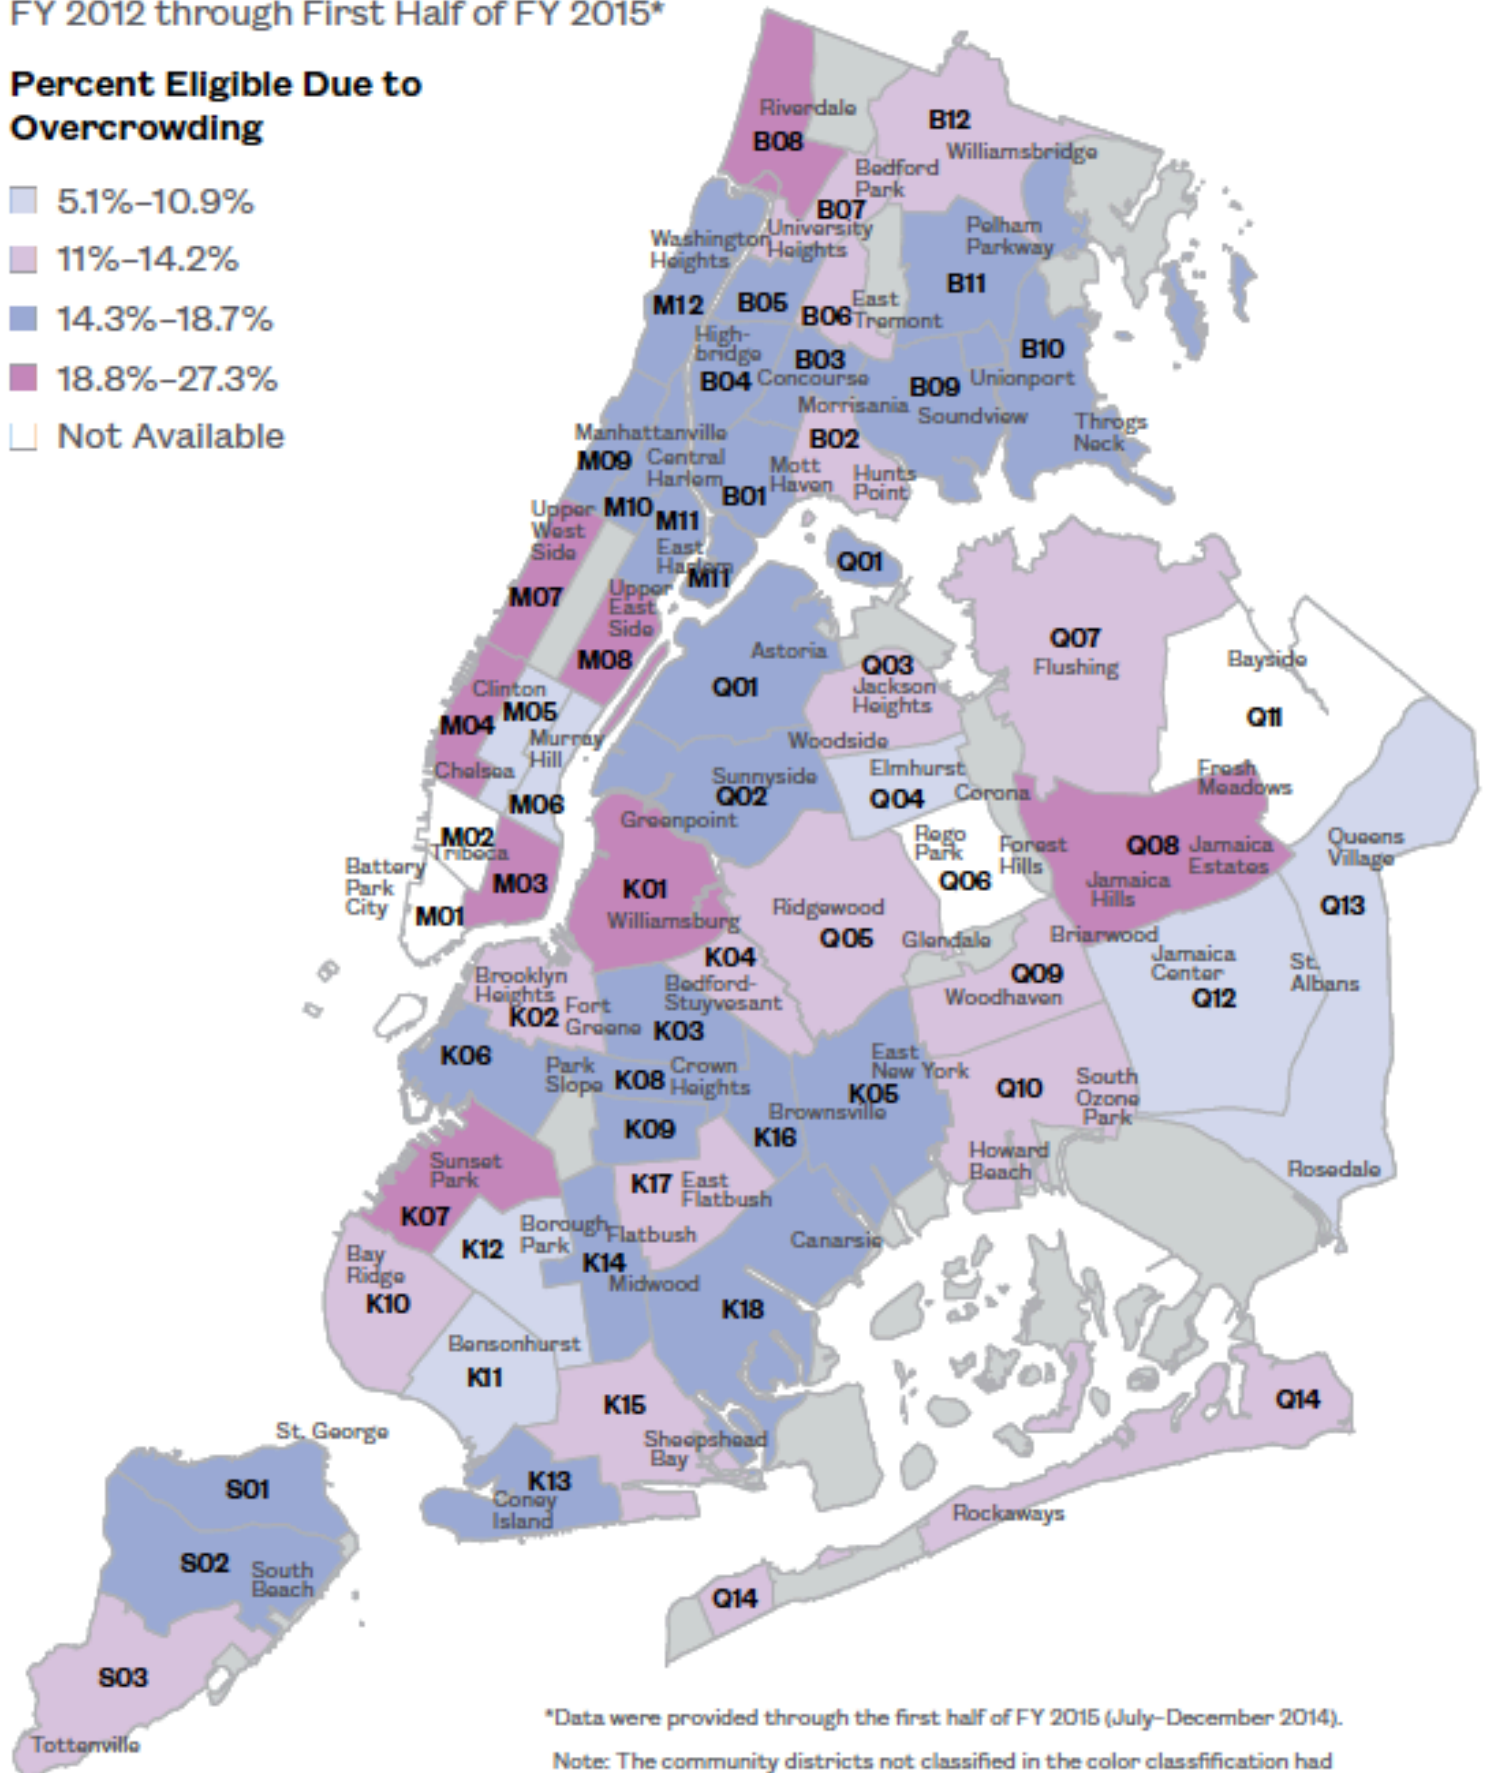 FY 2012 through First Half of FY 2015*
Percent Eligible Due to
Overcrowding
5.1%–10.9%
11%–14.2%
14.3%–18.7%
18.8%–27.3%
Not Available
Riverdale
B08
B12
Williamsbridge
Bedford
Park
B07
University
Heights
Pelham
Parkway
B11
Washington
Heights
M12
B05
B06
East
Tremont
High-
bridge
B04
B03
Concourse
B10
Unionport
B09
Morrisania
Soundview
Throgs
Neck
Manhattanville
M09
Central
Harlem
B02
Mott
Haven
Hunts
Point
B01
M10
M11
Upper
West
Side
East
Harlem
M11
Q01
M07
Upper
East
Side
M08
Astoria
Q01
Q03
Jackson
Heights
Q07
Flushing
Bayside
Q11
Clinton
M05
M04
Murray
Hill
Chelsea
M06
Woodside
Sunnyside
Q02
Elmhurst
Q04
Corona
Fresh
Meadows
Greenpoint
M02
Tribeca
Battery
Park
City
M03
M01
K01
Williamsburg
Rego
Park
Q06
Forest
Hills
Q08
Jamaica
Estates
Jamaica
Hills
Queens
Village
Q13
Ridgewood
Q05
Glendale
Briarwood
Jamaica
Center
Q12
St.
Albans
K04
Bedford-
Stuyvesant
Brooklyn
Heights
K02
Fort
Greene
K03
Q09
Woodhaven
K06
Park
Slope
K08
Crown
Heights
East
New York
K05
Brownsville
Q10
South
Ozone
Park
K09
K16
Howard
Beach
Rosedale
Sunset
Park
K07
K17
East
Flatbush
K12
Borough
Park
Flatbush
Canarsie
Bay
Ridge
K10
K14
Midwood
K18
Bensonhurst
K11
K15
Sheepshead
Bay
Q14
K13
Coney
Island
Rockaways
Q14
St. George
S01
S02
South
Beach
S03
Tottenville
*Data were provided through the first half of FY 2015 (July–December 2014).
Note: The community districts not classified in the color classfification had